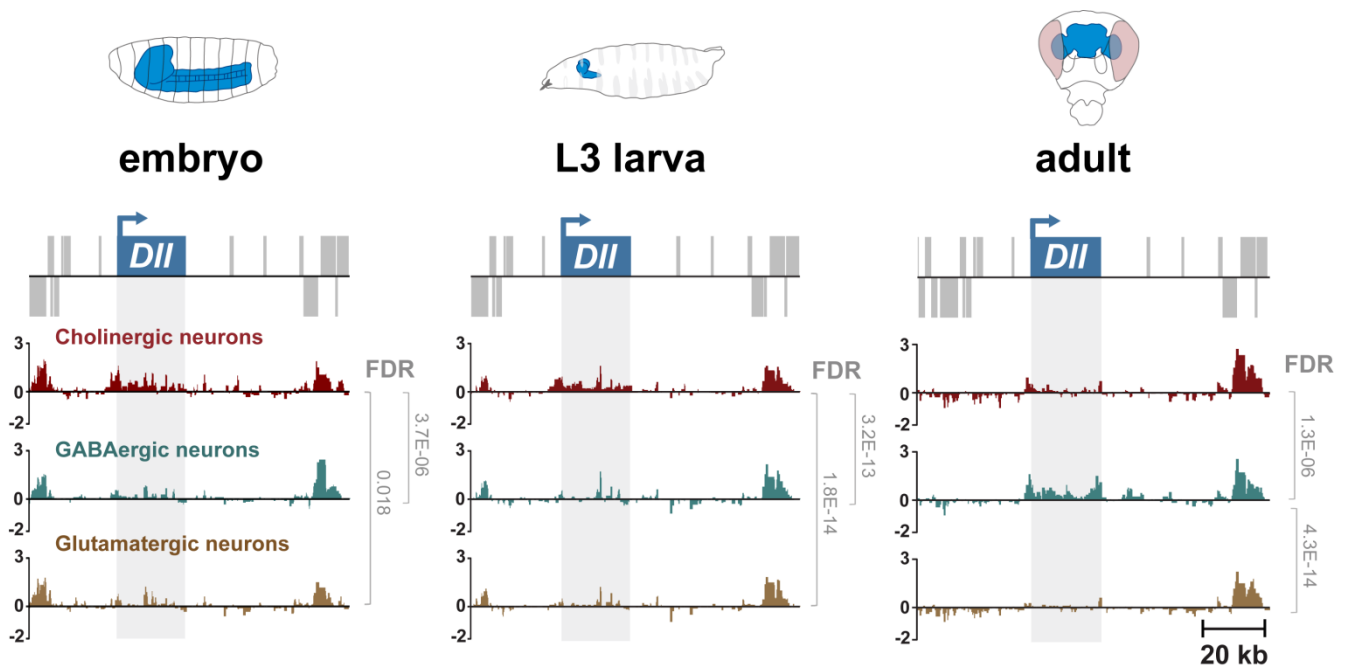 embryo
L3 larva
adult
Dll
Dll
Dll
Cholinergic neurons
FDR
FDR
FDR
3
0
-2
3
0
-2
3
0
-2
3.7E-06
3.2E-13
1.3E-06
GABAergic neurons
3
0
-2
3
0
-2
3
0
-2
0.018
1.8E-14
4.3E-14
Glutamatergic neurons
3
0
-2
3
0
-2
3
0
-2
20 kb